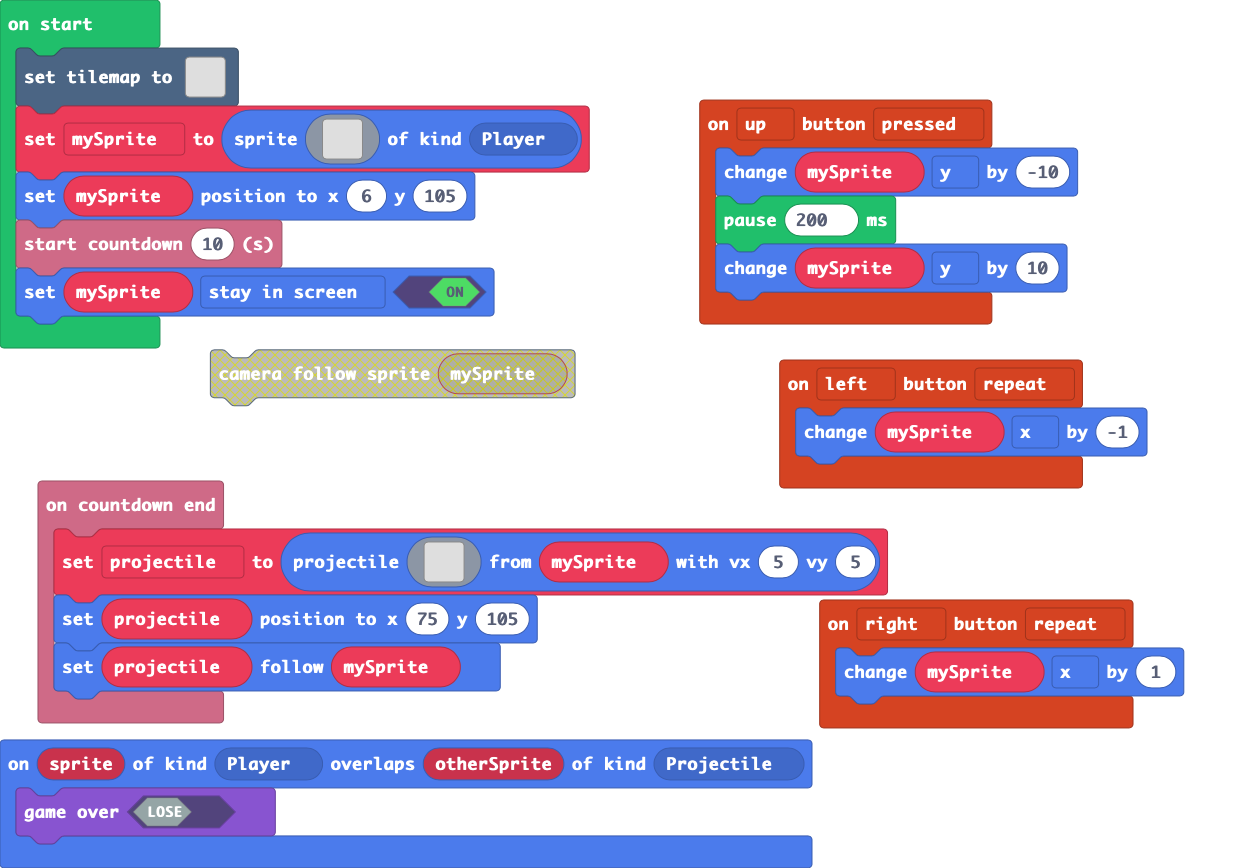 on start
set tilemap to
set mySprite to sprite of kind Player
set mySprite position to x 6 y 105
start countdown 10 (s)
set mySprite stay in screen ON
camera follow sprite mySprite
on up button pressed
change mySprite y by -10
pause 200 ms
change mySprite y by 10
on left button repeat
change mySprite x by -1
on countdown end
set projectile to projectile from mySprite with vx 5 vy 5
set projectile position to x 75 y 105
set projectile follow mySprite
on right button repeat
change mySprite x by 1
on sprite of kind Player overlaps otherSprite of kind Projectile
game over LOSE